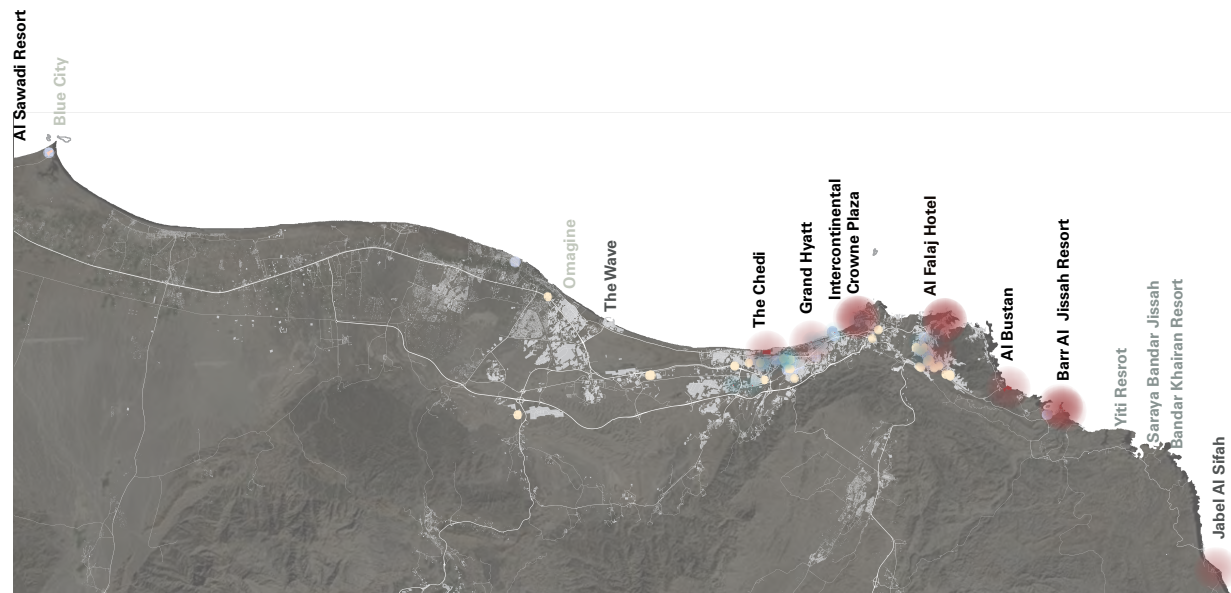 Al Sawadi Resort
Blue City
Omagine
The Wave
The Chedi
Grand Hyatt
Intercontinental
Crowne Plaza
Al Falaj Hotel
Al Bustan
Barr Al Jissah Resort
Yiti Resrot
Saraya Bandar Jissah
Bandar Khairan Resort
Jabel Al Sifah